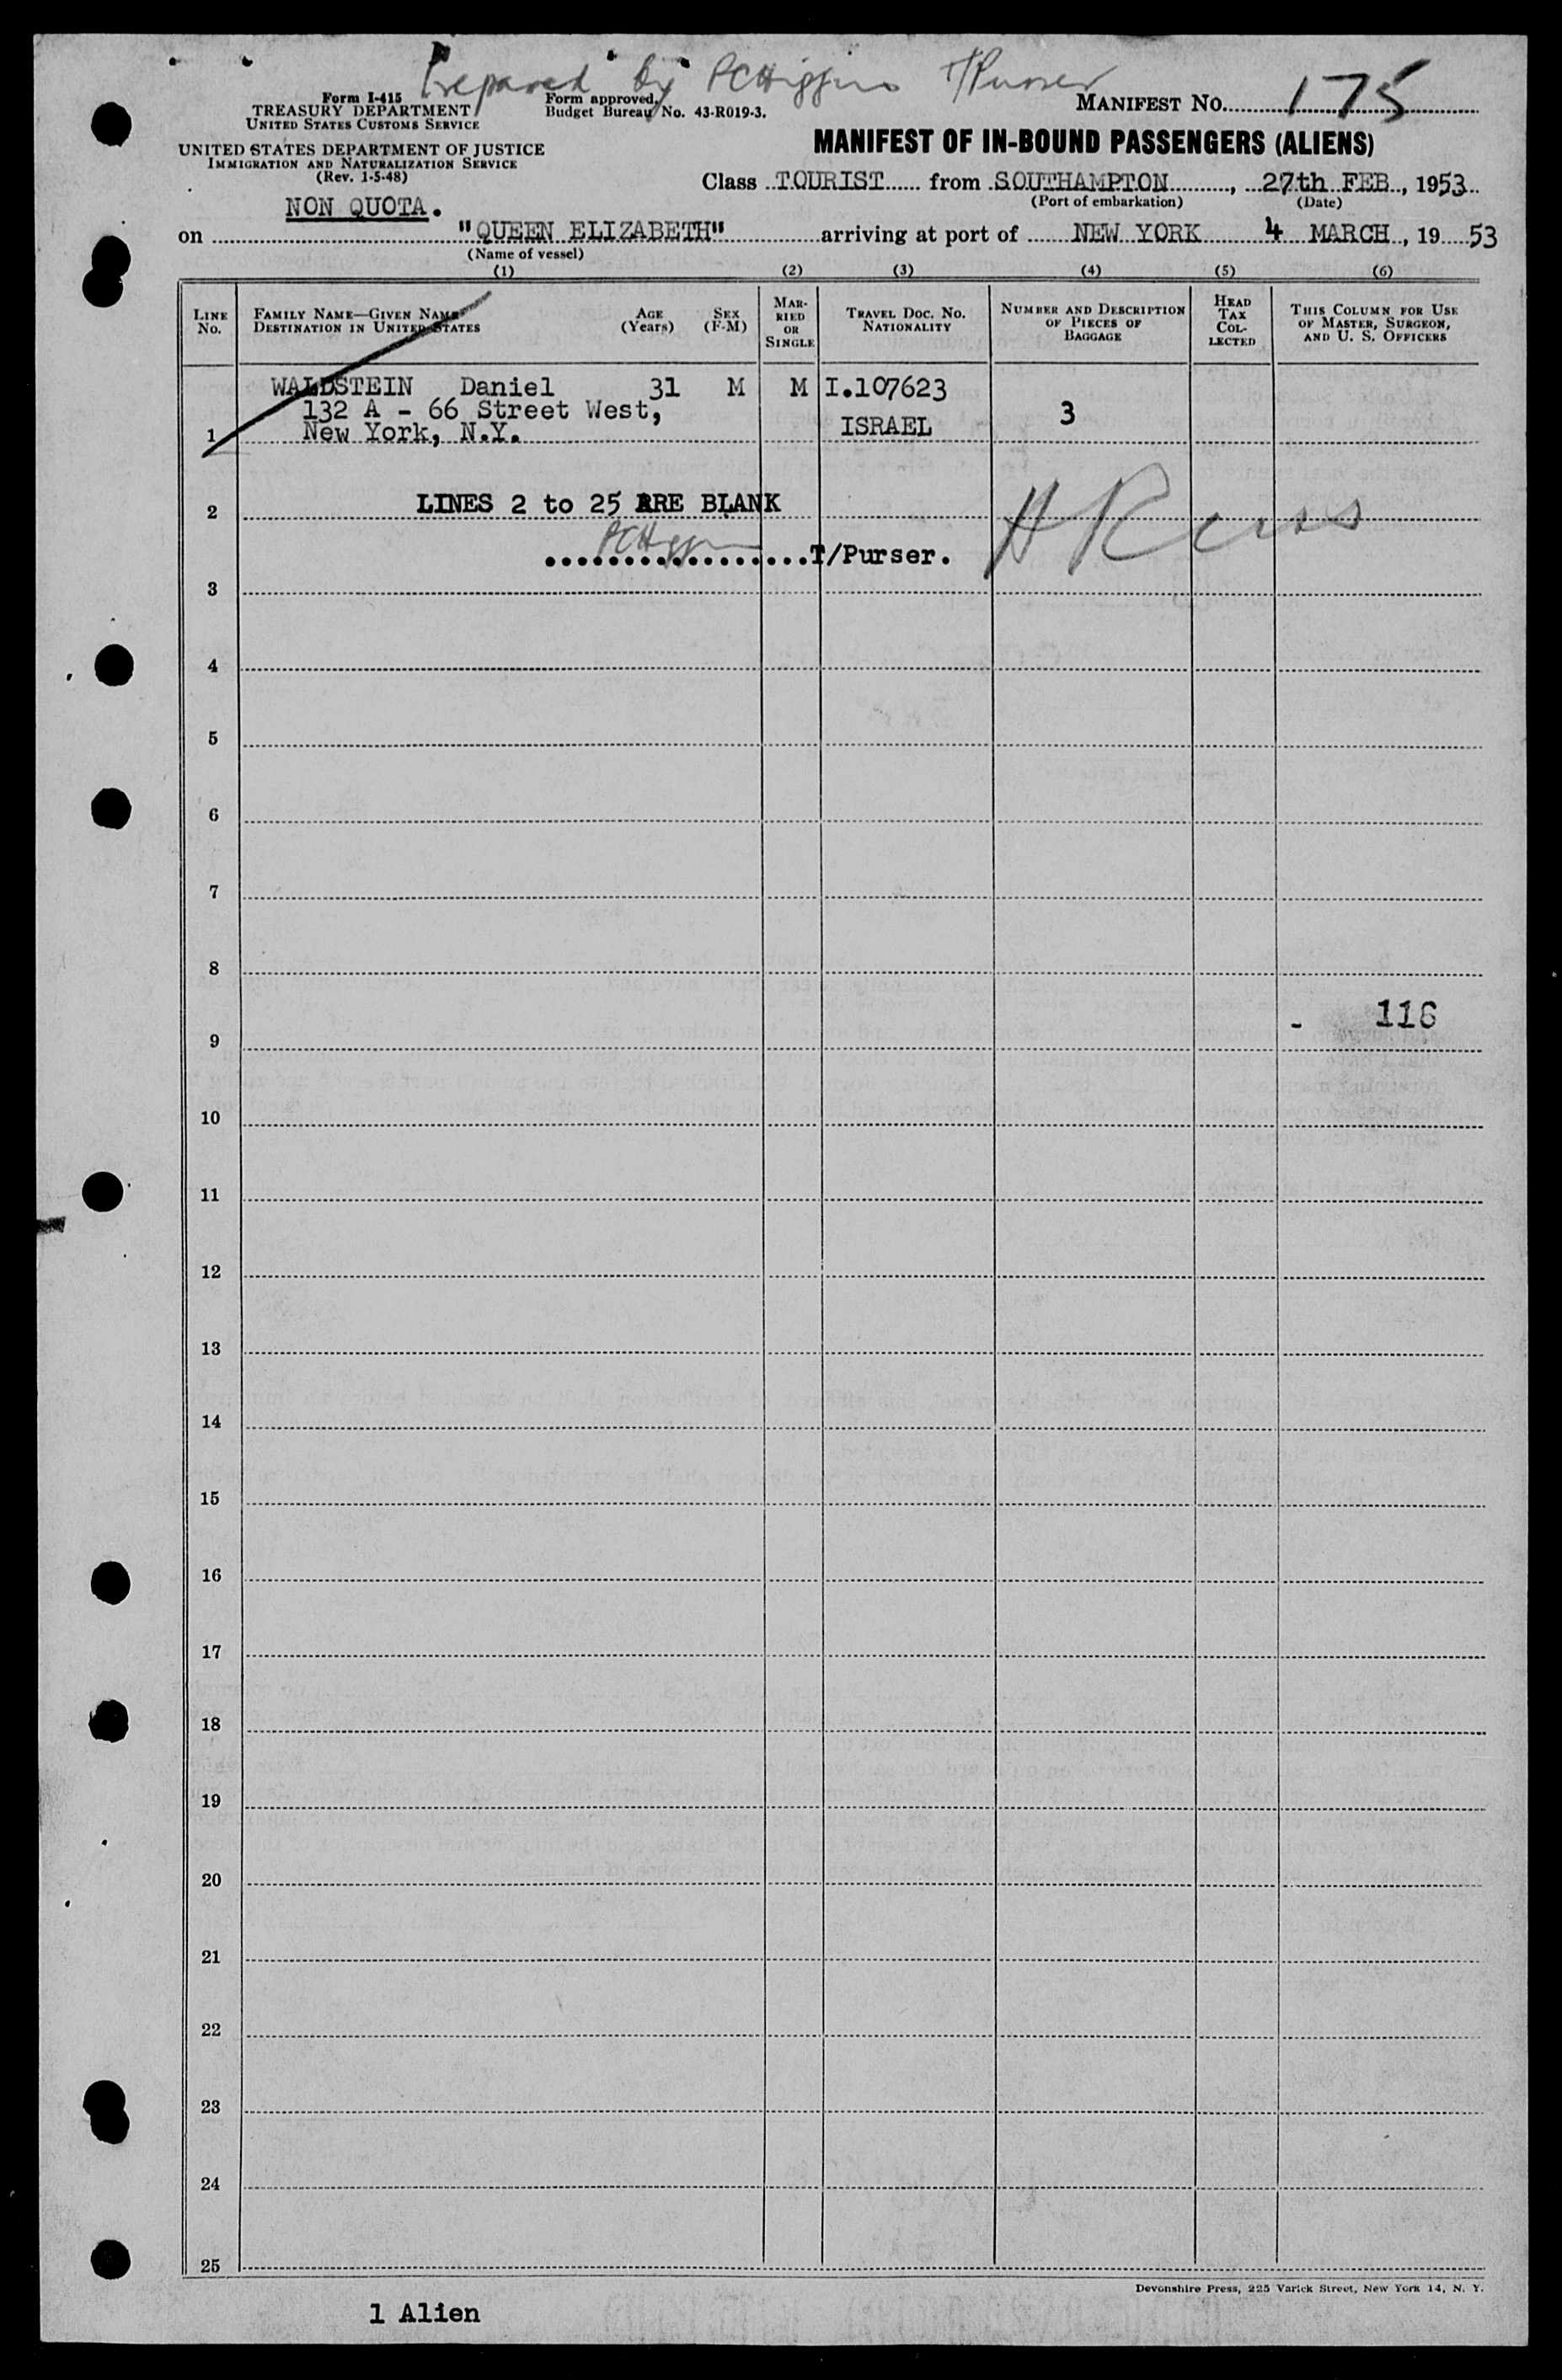 Prepared by PCHiggins T/Purser
Form I-415
TREASURY DEPARTMENT
UNITED STATES CUSTOMS SERVICE
Form approved.
Budget Bureau No. 43-R019-3.
MANIFEST NO. 175
UNITED STATES DEPARTMENT OF JUSTICE
IMMIGRATION AND NATURALIZATION SERVICE
(Rev. 1-5-48)
MANIFEST OF IN-BOUND PASSENGERS (ALIENS)
Class TOURIST from SOUTHAMPTON, 27th FEB, 1953
(Port of embarkation) (Date)
NON QUOTA.
on "QUEEN ELIZABETH" arriving at port of NEW YORK 4 MARCH, 1953
(Name of vessel)
(1) (2) (3) (4) (5) (6)
LINE NO.
FAMILY NAME—GIVEN NAME
DESTINATION IN UNITED STATES
AGE (Years)
SEX (F-M)
MARRIED OR SINGLE
TRAVEL DOC. NO.
NATIONALITY
NUMBER AND DESCRIPTION OF PIECES OF BAGGAGE
HEAD TAX COLLECTED
THIS COLUMN FOR USE OF MASTER, SURGEON, AND U. S. OFFICERS
WALDSTEIN Daniel 31 M M I.107623
132 A - 66 Street West,
ISRAEL 3
1 New York, N.Y.
2 LINES 2 to 25 ARE BLANK
PCHiggins T/Purser.
3
4
5
6
7
8
- 116
9
10
11
12
13
14
15
16
17
18
19
20
21
22
23
24
25
Devonshire Press, 225 Varick Street, New York 14, N. Y.
1 Alien